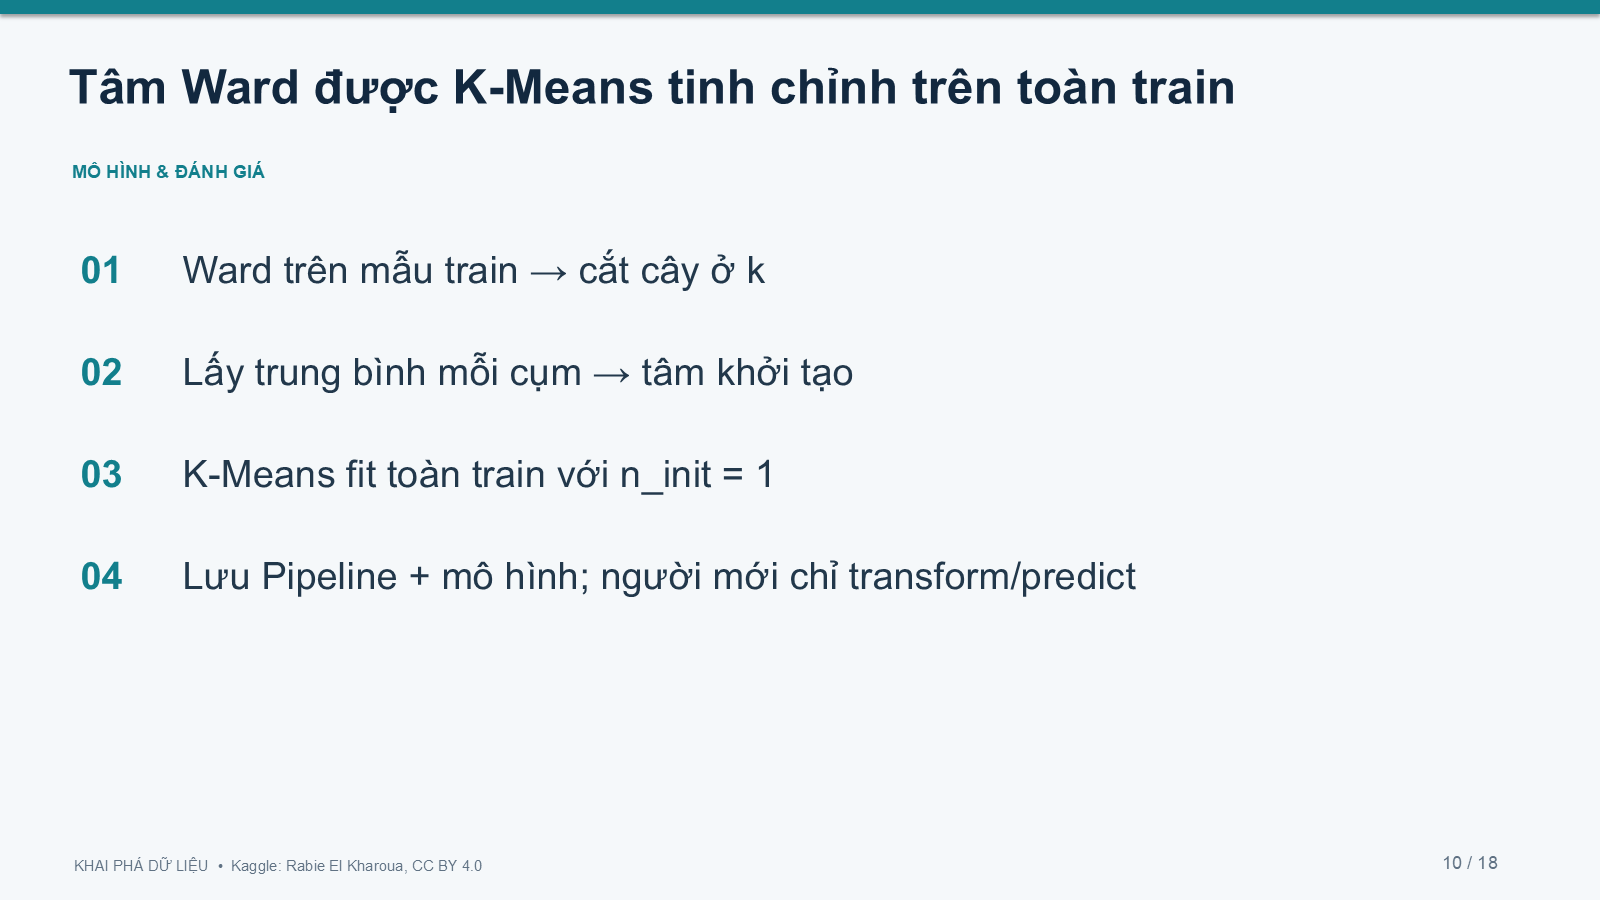 Tâm Ward được K-Means tinh chỉnh trên toàn train
MÔ HÌNH & ĐÁNH GIÁ
01 Ward trên mẫu train → cắt cây ở k
02 Lấy trung bình mỗi cụm → tâm khởi tạo
03 K-Means fit toàn train với n_init = 1
04 Lưu Pipeline + mô hình; người mới chỉ transform/predict
KHAI PHÁ DỮ LIỆU • Kaggle: Rabie El Kharoua, CC BY 4.0
10 / 18